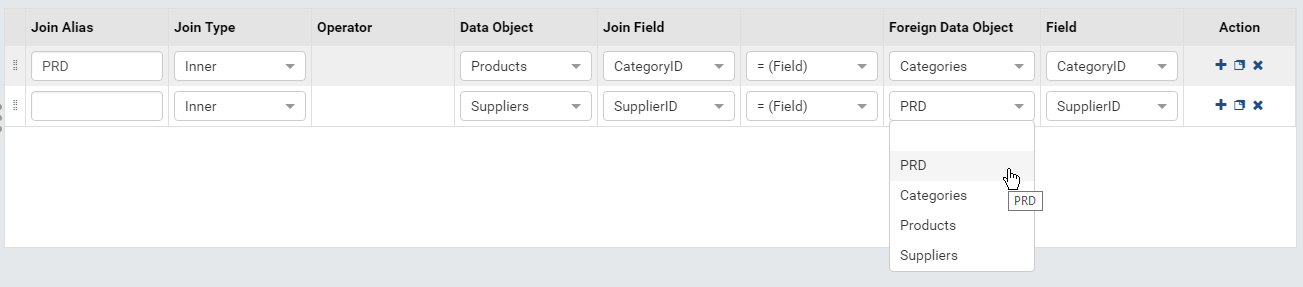 Join Alias Join Type Operator Data Object Join Field Foreign Data Object Field Action
PRD Inner Products CategoryID = (Field) Categories CategoryID
Inner Suppliers SupplierID = (Field) PRD SupplierID
PRD
Categories
PRD
Products
Suppliers